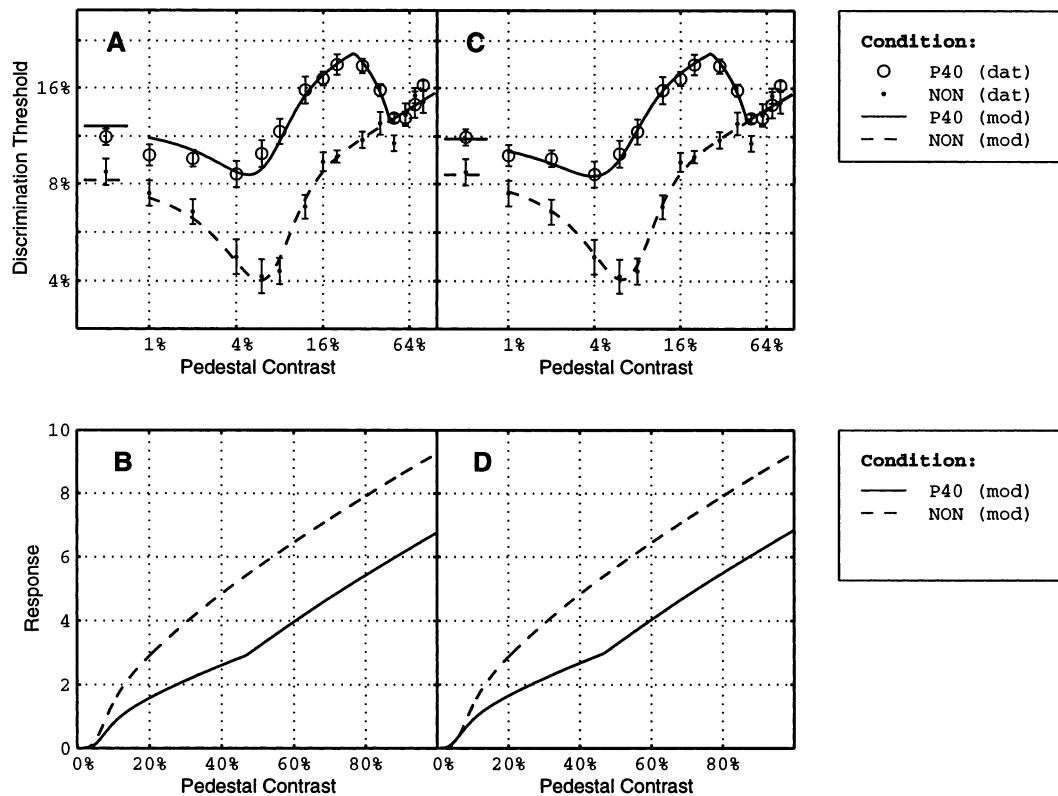 A
C
Discrimination Threshold
16%
8%
4%
1% 4% 16% 64%
1% 4% 16% 64%
Pedestal Contrast
Pedestal Contrast
Condition:
P40 (dat)
NON (dat)
P40 (mod)
NON (mod)
B
D
Response
10
8
6
4
2
0
0% 20% 40% 60% 80%
0% 20% 40% 60% 80%
Pedestal Contrast
Pedestal Contrast
Condition:
P40 (mod)
NON (mod)